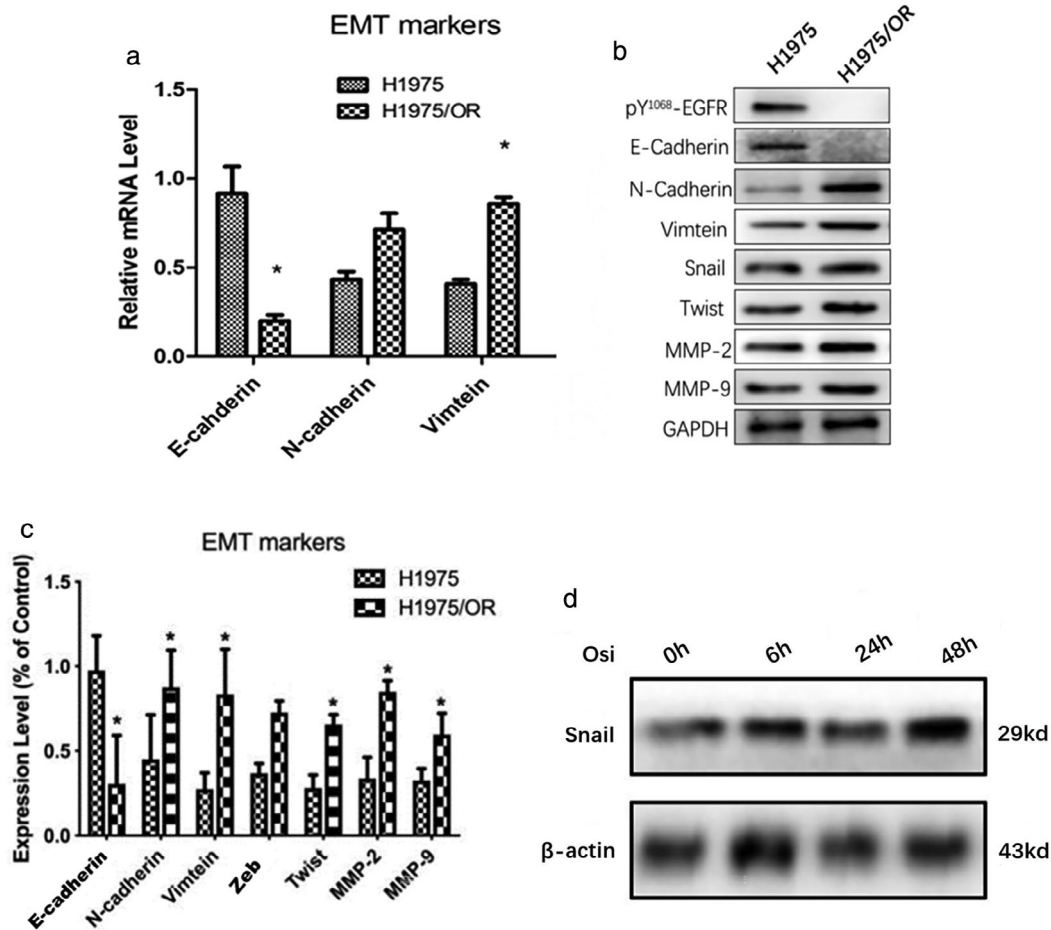 EMT markers
a
H1975
H1975/OR
Relative mRNA Level
1.5
1.0
0.5
0.0
*
*
E-cahderin
N-cadherin
Vimtein
b
H1975
H1975/OR
pY1068-EGFR
E-Cadherin
N-Cadherin
Vimtein
Snail
Twist
MMP-2
MMP-9
GAPDH
c
EMT markers
H1975
H1975/OR
Expression Level (% of Control)
1.5
1.0
0.5
0.0
*
*
*
*
*
*
E-cadherin
N-cadherin
Vimtein
Zeb
Twist
MMP-2
MMP-9
d
Osi 0h 6h 24h 48h
Snail 29kd
β-actin 43kd